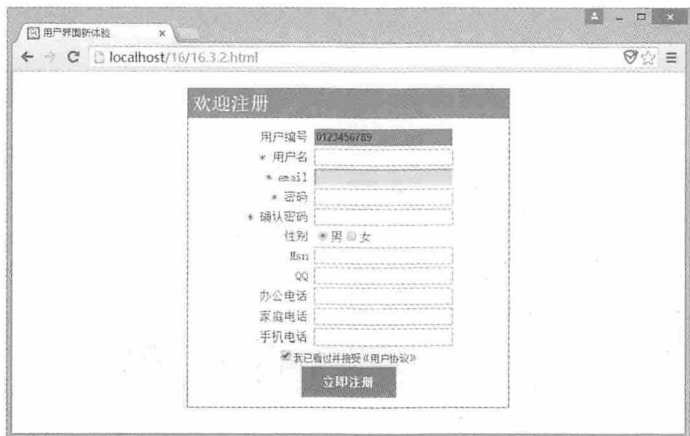 用户界面新体验
localhost/16/16.3.2.html
欢迎注册
用户编号 0123456789
* 用户名
* email
* 密码
* 确认密码
性别 男 女
Msn
QQ
办公电话
家庭电话
手机电话
我已看过并接受《用户协议》
立即注册